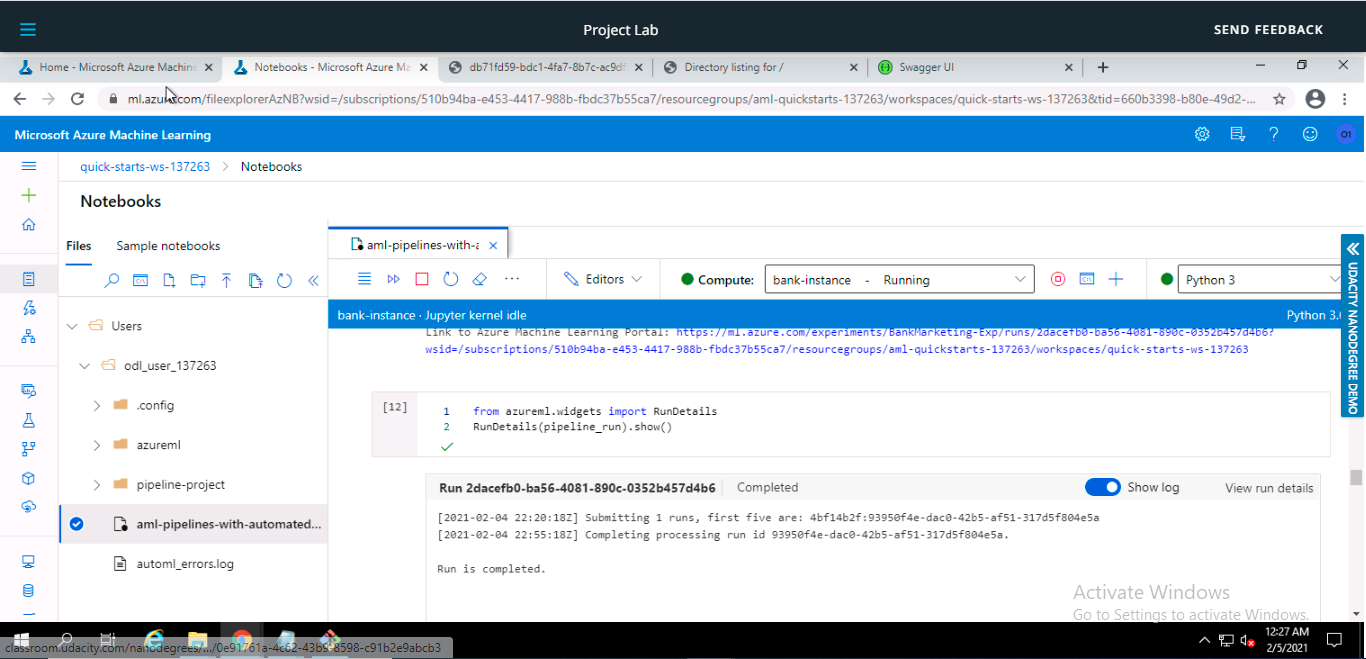 Project Lab
SEND FEEDBACK
Home - Microsoft Azure Machine
Notebooks - Microsoft Azure Ma
db71fd59-bdc1-4fa7-8b7c-ac9df
Directory listing for /
Swagger UI
ml.azure.com/fileexplorerAzNB?wsid=/subscriptions/510b94ba-e453-4417-988b-fbdc37b55ca7/resourcegroups/aml-quickstarts-137263/workspaces/quick-starts-ws-137263&tid=660b3398-b80e-49d2-...
Microsoft Azure Machine Learning
O1
quick-starts-ws-137263 > Notebooks
Notebooks
Files
Sample notebooks
aml-pipelines-with-a
Editors
Compute:
bank-instance - Running
Python 3
bank-instance · Jupyter kernel idle
Python 3.
UDACITY NANODEGREE DEMO
Users
odl_user_137263
.config
azureml
pipeline-project
aml-pipelines-with-automated...
automl_errors.log
Link to Azure Machine Learning Portal: https://ml.azure.com/experiments/BankMarketing-Exp/runs/2dacefb0-ba56-4081-890c-0352b457d4b6?
wsid=/subscriptions/510b94ba-e453-4417-988b-fbdc37b55ca7/resourcegroups/aml-quickstarts-137263/workspaces/quick-starts-ws-137263
[12]
1 from azureml.widgets import RunDetails
2 RunDetails(pipeline_run).show()
Run 2dacefb0-ba56-4081-890c-0352b457d4b6
Completed
Show log
View run details
[2021-02-04 22:20:18Z] Submitting 1 runs, first five are: 4bf14b2f:93950f4e-dac0-42b5-af51-317d5f804e5a
[2021-02-04 22:55:18Z] Completing processing run id 93950f4e-dac0-42b5-af51-317d5f804e5a.
Run is completed.
Activate Windows
Go to Settings to activate Windows.
classroom.udacity.com/nanodegrees/.../0e91761a-4c62-43b9-8598-c91b2e9abcb3
12:27 AM
2/5/2021